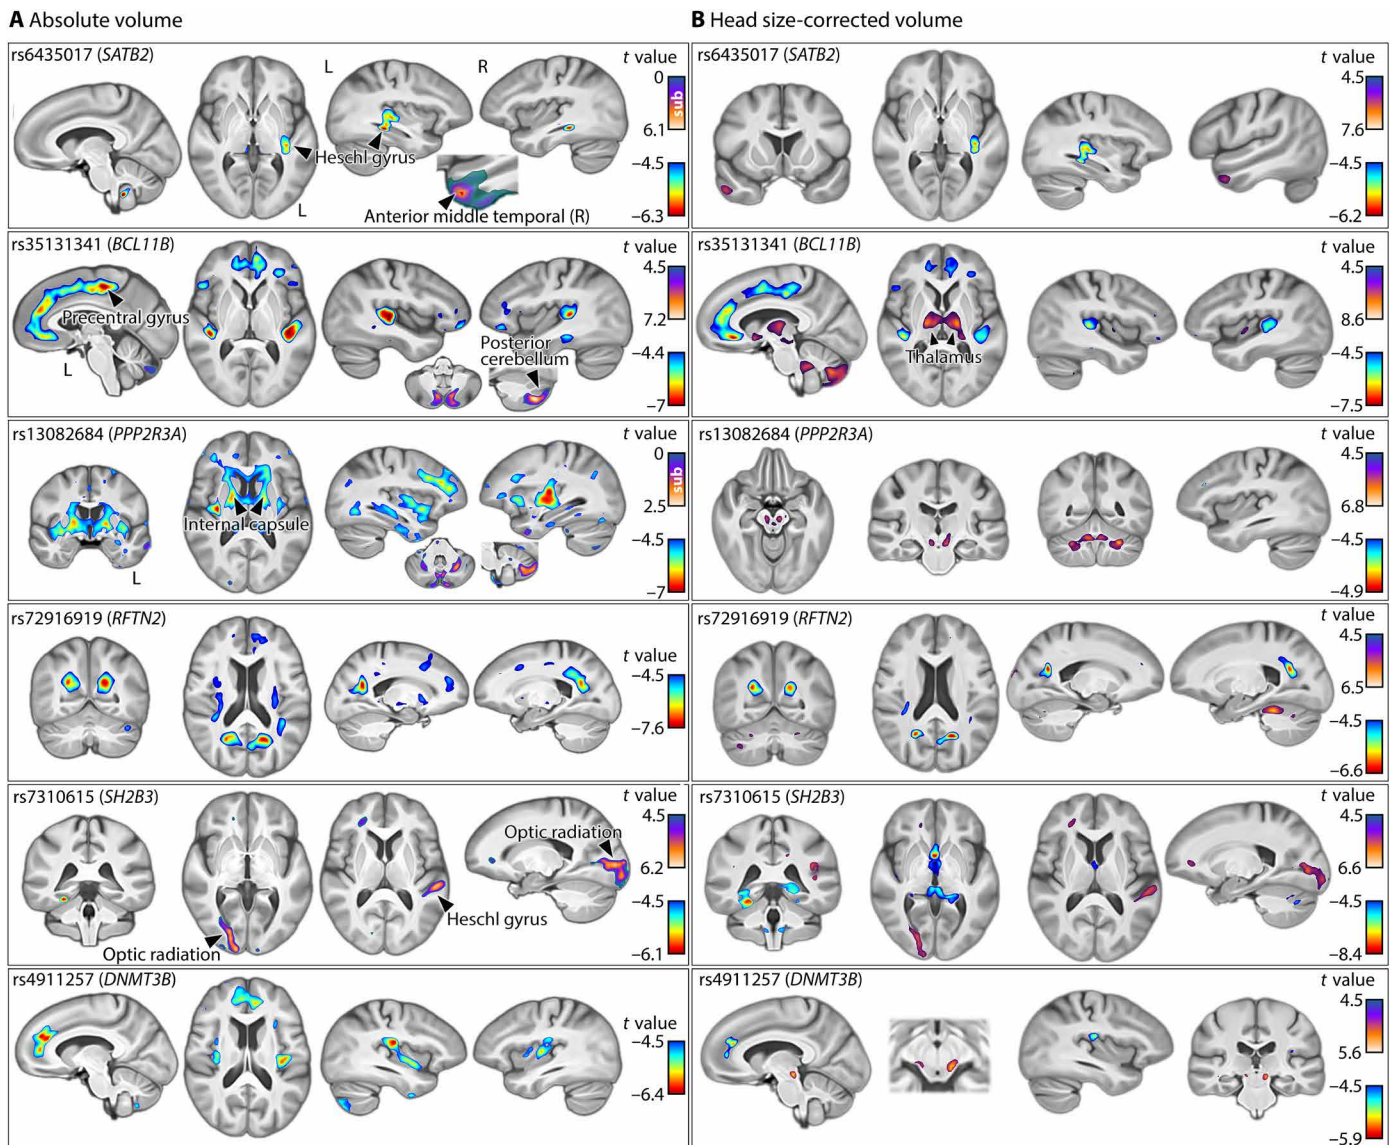 A Absolute volume
B Head size-corrected volume
rs6435017 (SATB2)
t value
L
R
0
sub
6.1
−4.5
−6.3
Heschl gyrus
L
Anterior middle temporal (R)
rs6435017 (SATB2)
t value
4.5
7.6
−4.5
−6.2
rs35131341 (BCL11B)
t value
4.5
7.2
−4.4
−7
Precentral gyrus
L
Posterior
cerebellum
rs35131341 (BCL11B)
t value
4.5
8.6
−4.5
−7.5
Thalamus
rs13082684 (PPP2R3A)
t value
0
sub
2.5
−4.5
−7
Internal capsule
L
rs13082684 (PPP2R3A)
t value
4.5
6.8
−4.5
−4.9
rs72916919 (RFTN2)
t value
−4.5
−7.6
rs72916919 (RFTN2)
t value
4.5
6.5
−4.5
−6.6
rs7310615 (SH2B3)
t value
4.5
6.2
−4.5
−6.1
Optic radiation
Heschl gyrus
Optic radiation
rs7310615 (SH2B3)
t value
4.5
6.6
−4.5
−8.4
rs4911257 (DNMT3B)
t value
−4.5
−6.4
rs4911257 (DNMT3B)
t value
4.5
5.6
−4.5
−5.9